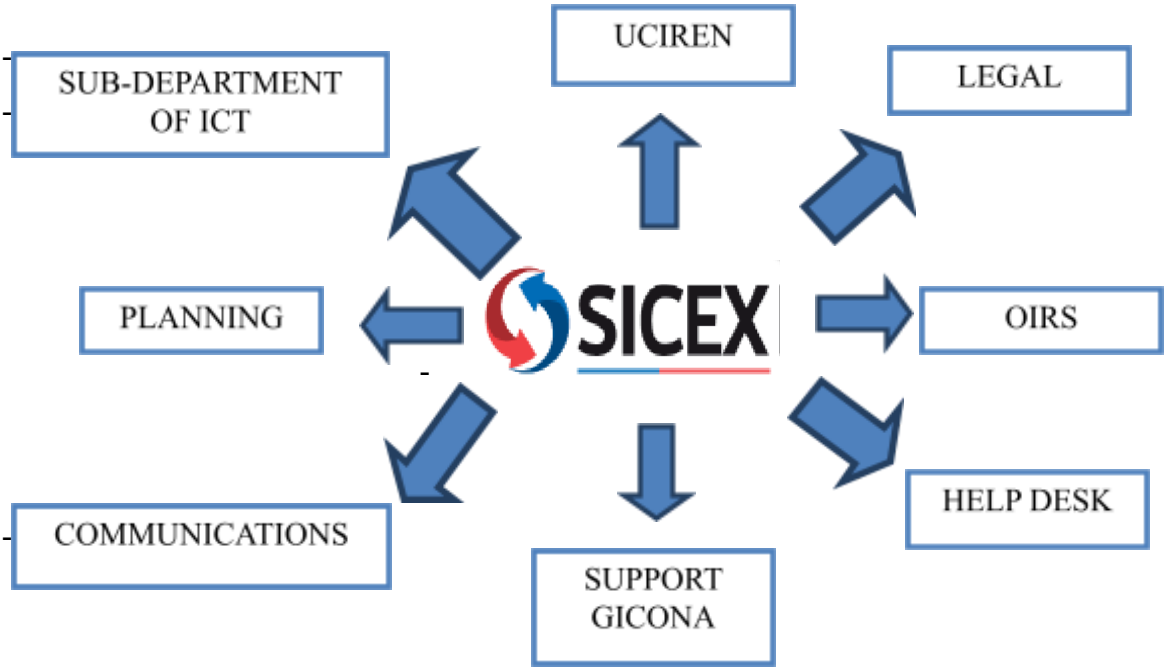 UCIREN
SUB-DEPARTMENT
OF ICT
LEGAL
PLANNING
SICEX
OIRS
COMMUNICATIONS
HELP DESK
SUPPORT
GICONA